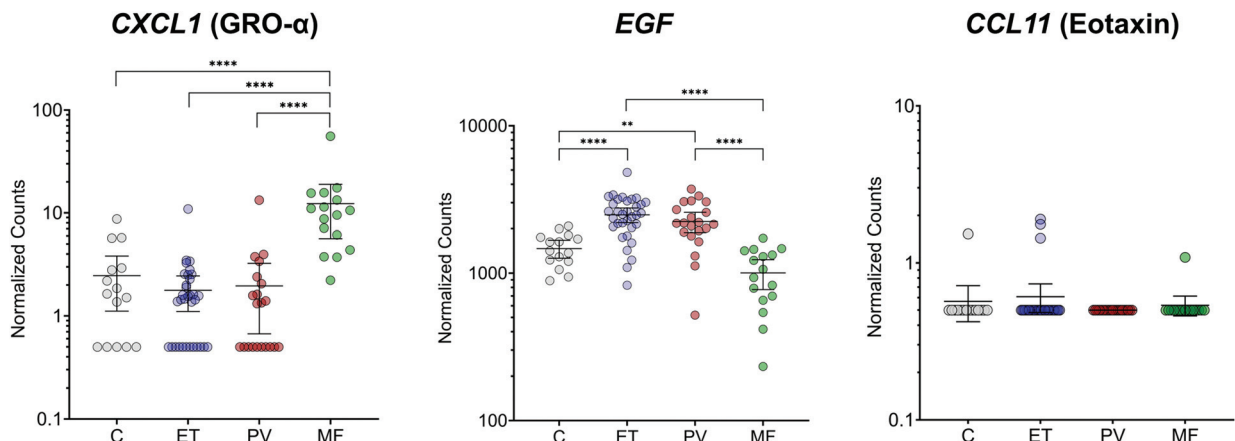 CXCL1 (GRO-α)
****
****
****
Normalized Counts
100
10
1
0.1
C ET PV MF
EGF
****
**
****
****
Normalized Counts
10000
1000
100
C ET PV MF
CCL11 (Eotaxin)
Normalized Counts
10
1
0.1
C ET PV MF